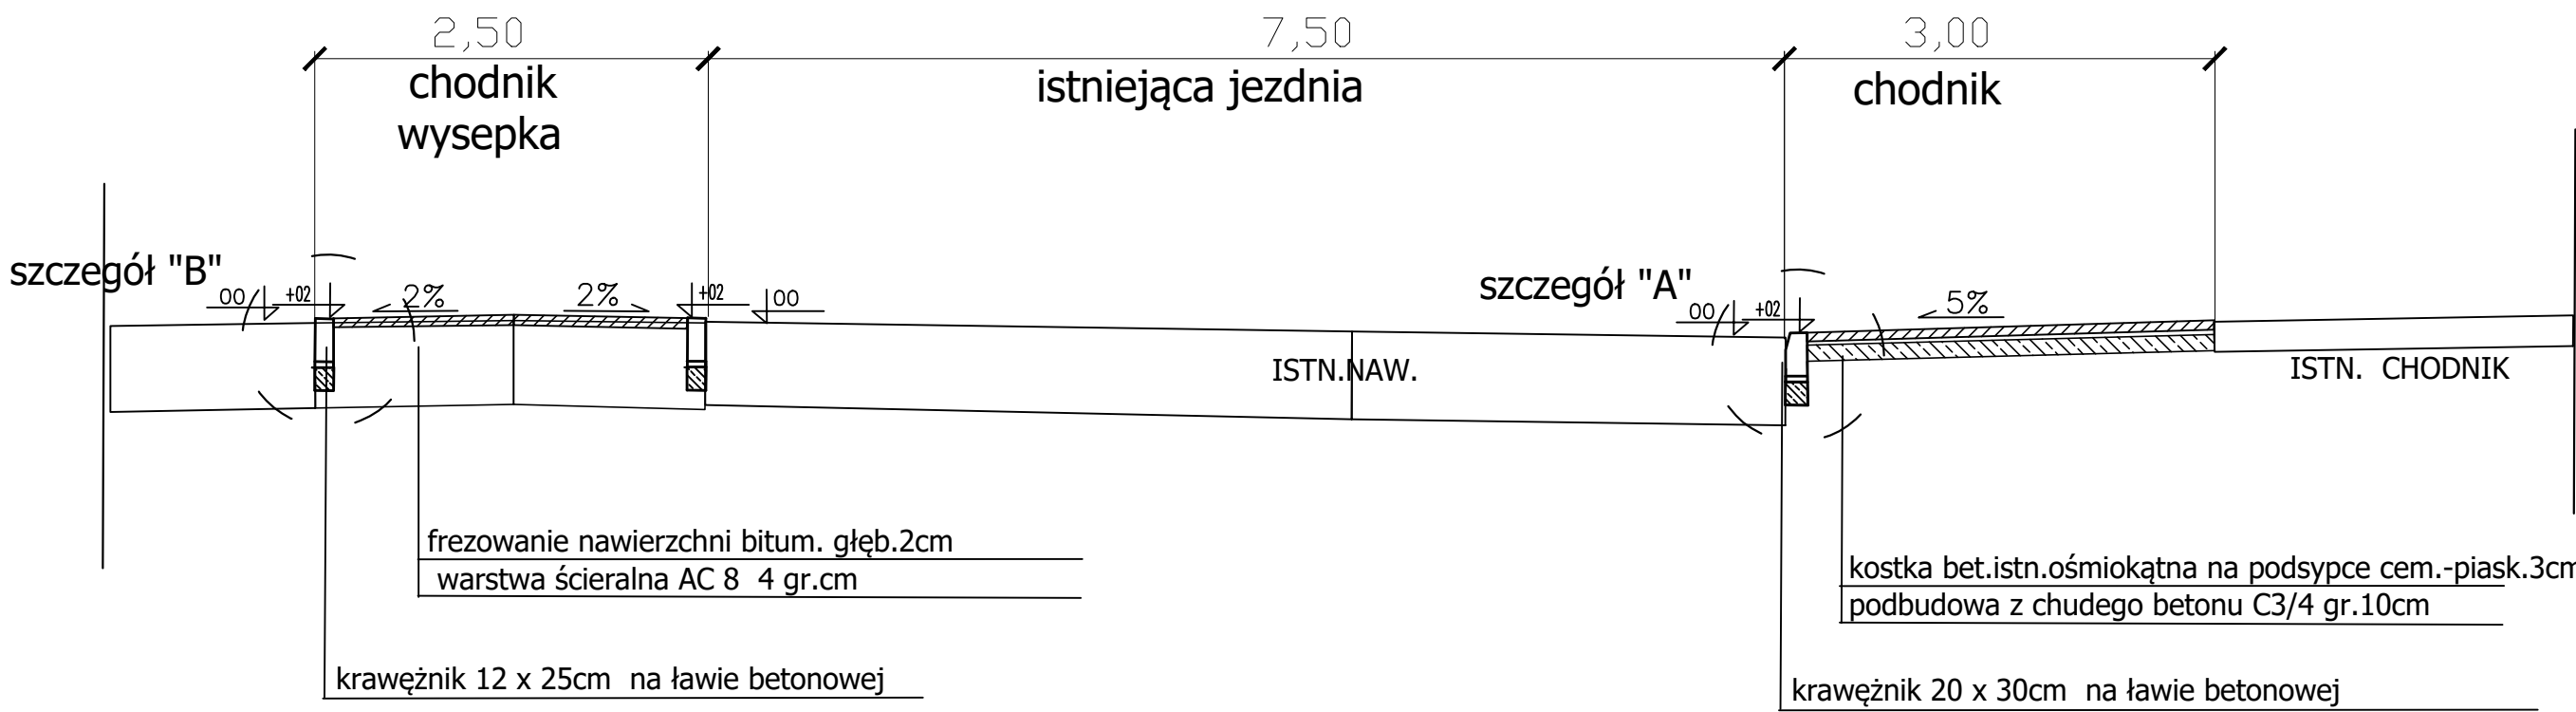 2,50
7,50
3,00
chodnik
wysepka
istniejąca jezdnia
chodnik
szczegół "B"
00
+02
2%
2%
+02
00
szczegół "A"
00
+02
5%
ISTN.NAW.
ISTN. CHODNIK
frezowanie nawierzchni bitum. głęb.2cm
warstwa ścieralna AC 8 4 gr.cm
kostka bet.istn.ośmiokątna na podsypce cem.-piask.3cm
podbudowa z chudego betonu C3/4 gr.10cm
krawężnik 12 x 25cm na ławie betonowej
krawężnik 20 x 30cm na ławie betonowej